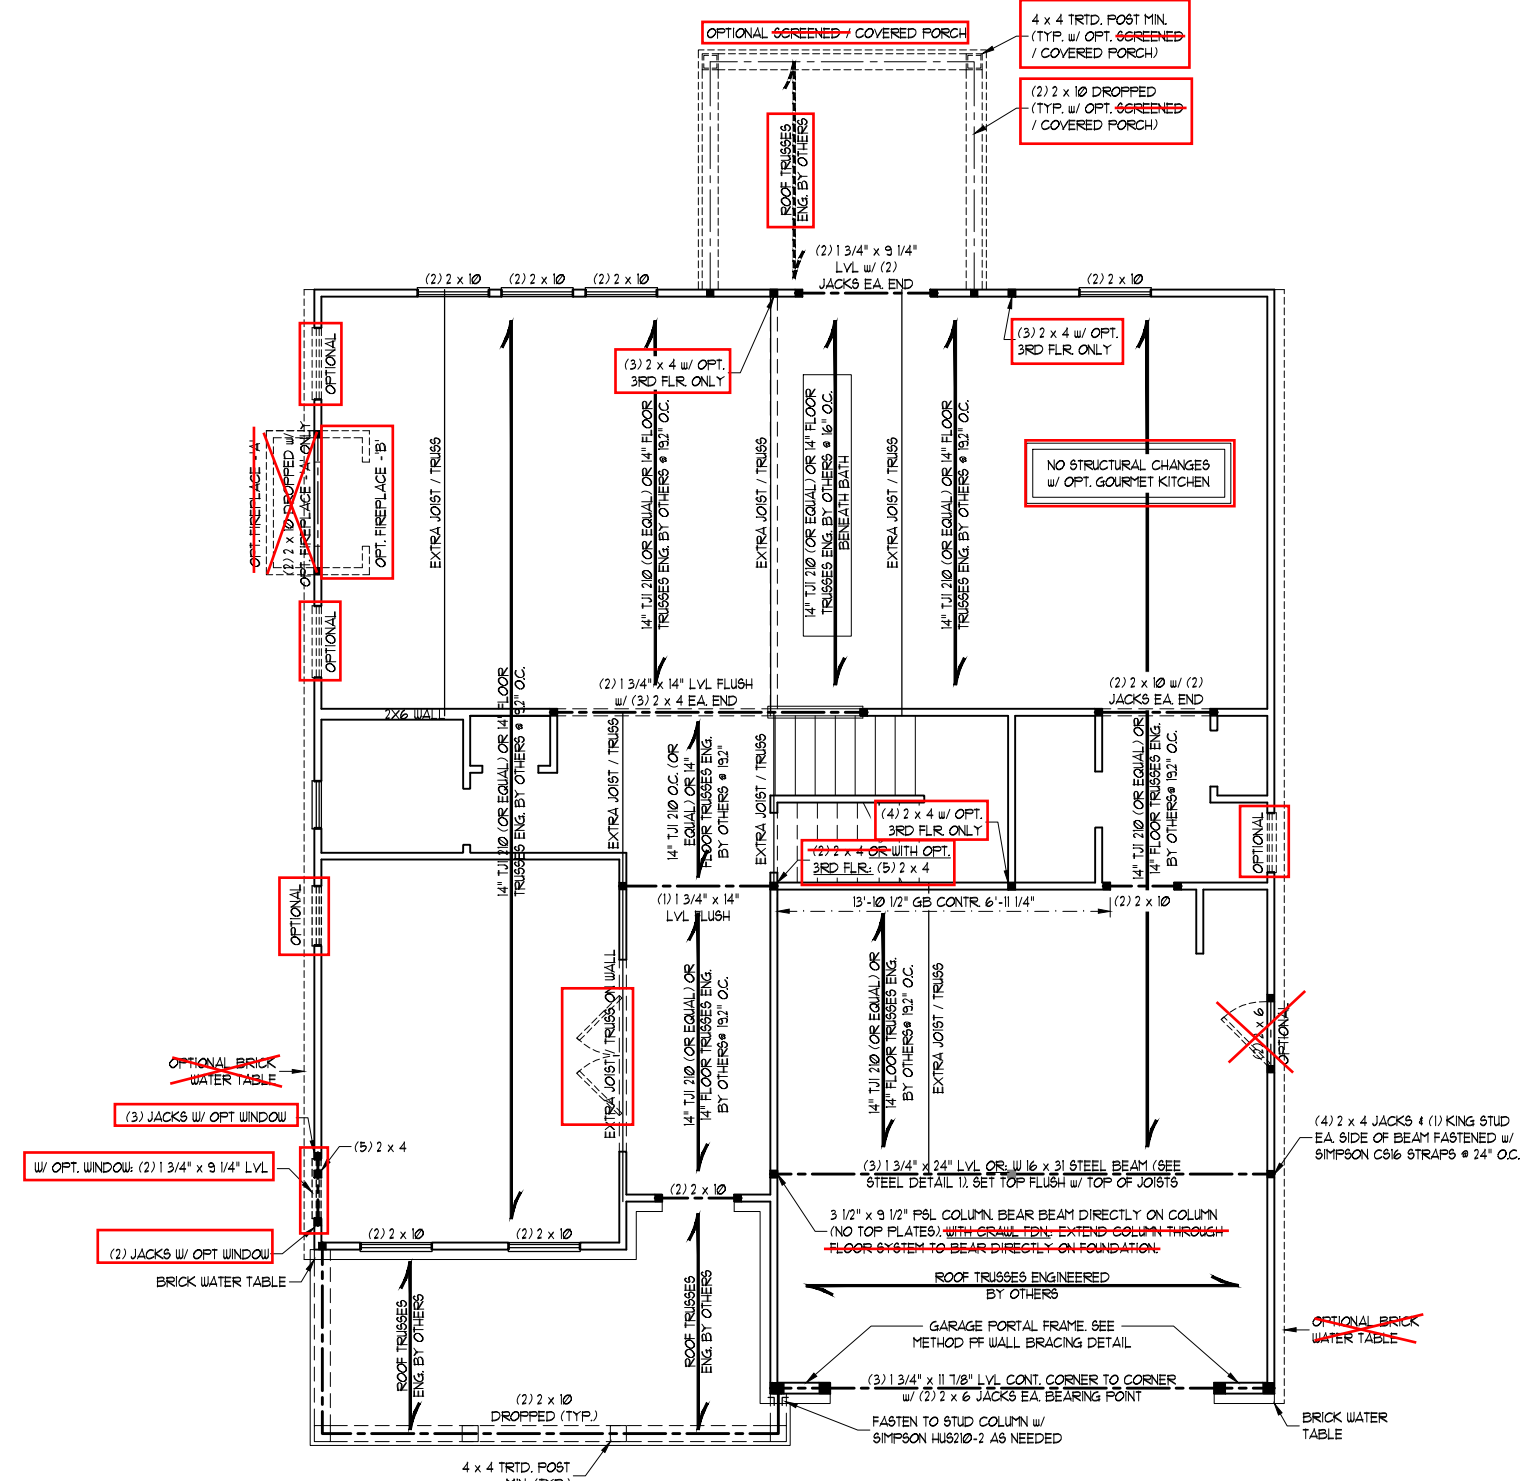 OPTIONAL SCREENED / COVERED PORCH
4 x 4 TRTD. POST MIN.
(TYP. w/ OPT. SCREENED
/ COVERED PORCH)
(2) 2 x 10 DROPPED
(TYP. w/ OPT. SCREENED
/ COVERED PORCH)
ROOF TRUSSES
ENG. BY OTHERS
(2) 1 3/4" x 9 1/4"
LVL w/ (2)
JACKS EA. END
(2) 2 x 10
(2) 2 x 10
(2) 2 x 10
(2) 2 x 10
OPTIONAL
(3) 2 x 4 w/ OPT.
3RD FLR. ONLY
(3) 2 x 4 w/ OPT.
3RD FLR. ONLY
OPT. FIREPLACE - 'A'
(2) 2 x 10 DROPPED w/
OPT. FIREPLACE - 'A' ONLY
OPT. FIREPLACE - 'B'
EXTRA JOIST / TRUSS
14" TJI 210 (OR EQUAL) OR 14" FLOOR
TRUSSES ENG. BY OTHERS @ 19.2" O.C.
EXTRA JOIST / TRUSS
14" TJI 210 (OR EQUAL) OR 14" FLOOR
TRUSSES ENG. BY OTHERS @ 16" O.C.
BENEATH BATH
EXTRA JOIST / TRUSS
14" TJI 210 (OR EQUAL) OR 14" FLOOR
TRUSSES ENG. BY OTHERS @ 19.2" O.C.
NO STRUCTURAL CHANGES
w/ OPT. GOURMET KITCHEN
OPTIONAL
(2) 1 3/4" x 14" LVL FLUSH
w/ (3) 2 x 4 EA. END
(2) 2 x 10 w/ (2)
JACKS EA. END
2X6 WALL
14" TJI 210 (OR EQUAL) OR 14" FLOOR
TRUSSES ENG. BY OTHERS @ 19.2" O.C.
EXTRA JOIST / TRUSS
14" TJI 210 O.C. (OR
EQUAL) OR 14"
FLOOR TRUSSES ENG.
BY OTHERS @ 19.2"
EXTRA JOIST / TRUSS
14" TJI 210 (OR EQUAL) OR
14" FLOOR TRUSSES ENG.
BY OTHERS @ 19.2" O.C.
(4) 2 x 4 w/ OPT.
3RD FLR. ONLY
(2) 2 x 4 OR WITH OPT.
3RD FLR.: (5) 2 x 4
OPTIONAL
OPTIONAL
(1) 1 3/4" x 14"
LVL FLUSH
13'-10 1/2" GB CONTR. 6'-11 1/4"
(2) 2 x 10
EXTRA JOIST / TRUSS ON WALL
14" TJI 210 (OR EQUAL) OR
14" FLOOR TRUSSES ENG.
BY OTHERS @ 19.2" O.C.
14" TJI 210 (OR EQUAL) OR
14" FLOOR TRUSSES ENG.
BY OTHERS @ 19.2" O.C.
EXTRA JOIST / TRUSS
2 x 6
OPTIONAL
OPTIONAL BRICK
WATER TABLE
(3) JACKS W/ OPT WINDOW
(5) 2 x 4
W/ OPT. WINDOW: (2) 1 3/4" x 9 1/4" LVL
(2) JACKS W/ OPT WINDOW
BRICK WATER TABLE
(4) 2 x 4 JACKS & (1) KING STUD
EA. SIDE OF BEAM FASTENED w/
SIMPSON CS16 STRAPS @ 24" O.C.
(3) 1 3/4" x 24" LVL OR: W 16 x 31 STEEL BEAM (SEE
STEEL DETAIL 1). SET TOP FLUSH w/ TOP OF JOISTS
(2) 2 x 10
3 1/2" x 9 1/2" PSL COLUMN. BEAR BEAM DIRECTLY ON COLUMN
(NO TOP PLATES). WITH CRAWL FDN.: EXTEND COLUMN THROUGH
FLOOR SYSTEM TO BEAR DIRECTLY ON FOUNDATION.
(2) 2 x 10
(2) 2 x 10
ROOF TRUSSES ENGINEERED
BY OTHERS
ROOF TRUSSES
ENG. BY OTHERS
ROOF TRUSSES
ENG. BY OTHERS
GARAGE PORTAL FRAME. SEE
METHOD PF WALL BRACING DETAIL
OPTIONAL BRICK
WATER TABLE
(3) 1 3/4" x 11 7/8" LVL CONT. CORNER TO CORNER
w/ (2) 2 x 6 JACKS EA. BEARING POINT
(2) 2 x 10
DROPPED (TYP.)
FASTEN TO STUD COLUMN w/
SIMPSON HUS210-2 AS NEEDED
BRICK WATER
TABLE
4 x 4 TRTD. POST